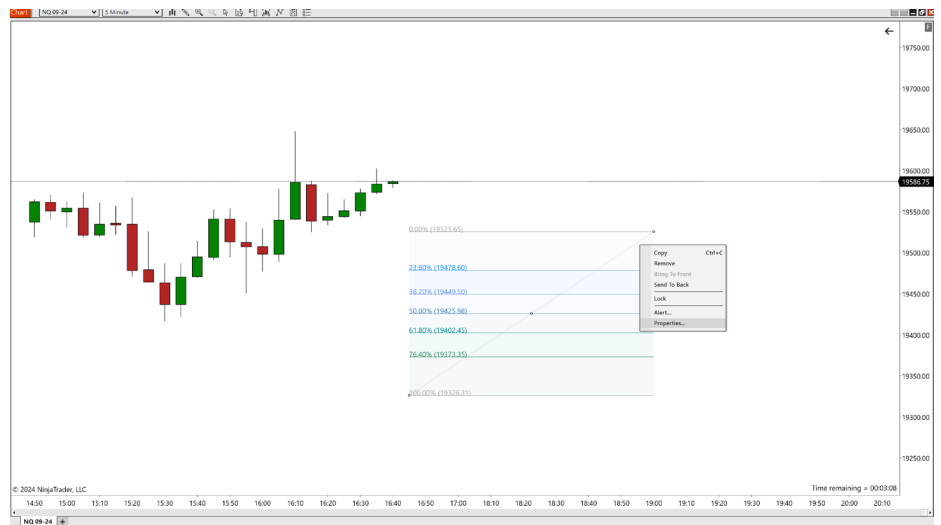 Chart NQ 09-24 5 Minute
F
19750.00
19700.00
19650.00
19600.00
19586.75
19550.00
19500.00
19450.00
19400.00
19350.00
19300.00
19250.00
0.00% (19525.65)
23.60% (19478.60)
38.20% (19449.50)
50.00% (19425.98)
61.80% (19402.45)
76.40% (19373.35)
100.00% (19326.31)
Copy Ctrl+C
Remove
Bring To Front
Send To Back
Lock
Alert...
Properties...
© 2024 NinjaTrader, LLC
Time remaining = 00:03:08
14:50 15:00 15:10 15:20 15:30 15:40 15:50 16:00 16:10 16:20 16:30 16:40 16:50 17:00 18:10 18:20 18:30 18:40 18:50 19:00 19:10 19:20 19:30 19:40 19:50 20:00 20:10
NQ 09-24 +